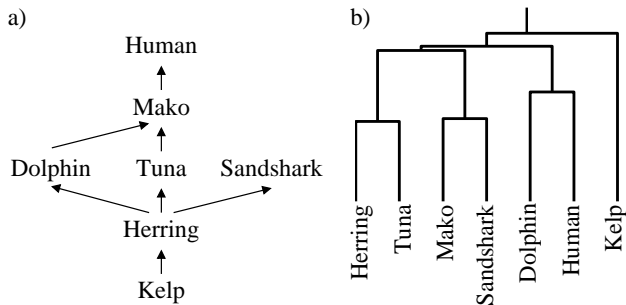 a)
Human
Mako
Dolphin Tuna Sandshark
Herring
Kelp
b)
Herring
Tuna
Mako
Sandshark
Dolphin
Human
Kelp